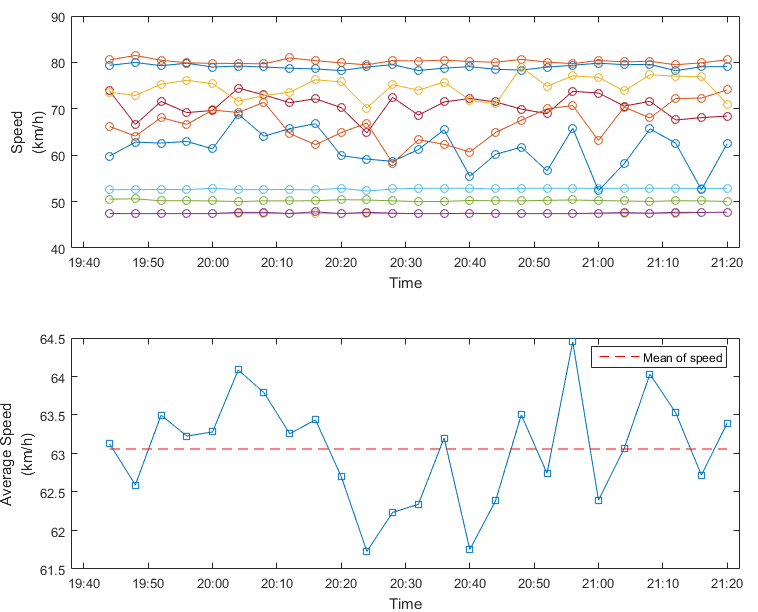 90
80
70
60
50
40
Speed
(km/h)
19:40 19:50 20:00 20:10 20:20 20:30 20:40 20:50 21:00 21:10 21:20
Time
64.5
64
63.5
63
62.5
62
61.5
Average Speed
(km/h)
Mean of speed
19:40 19:50 20:00 20:10 20:20 20:30 20:40 20:50 21:00 21:10 21:20
Time